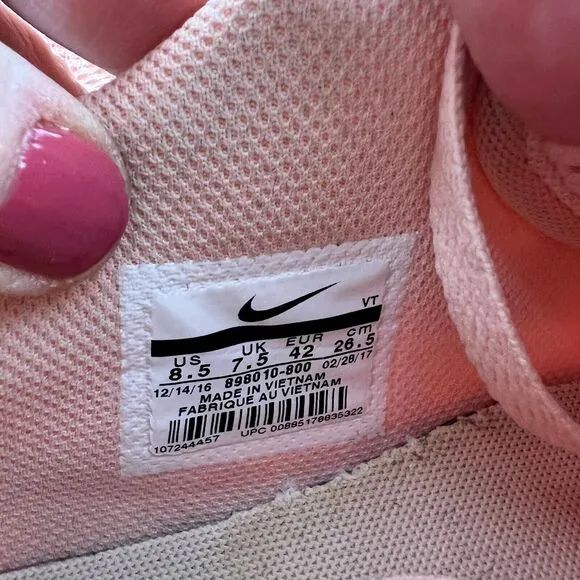 VT
US UK EUR cm
8.5 7.5 42 26.5
12/14/16 898010-800 02/28/17
MADE IN VIETNAM
FABRIQUE AU VIETNAM
107244457 UPC 00885178835322